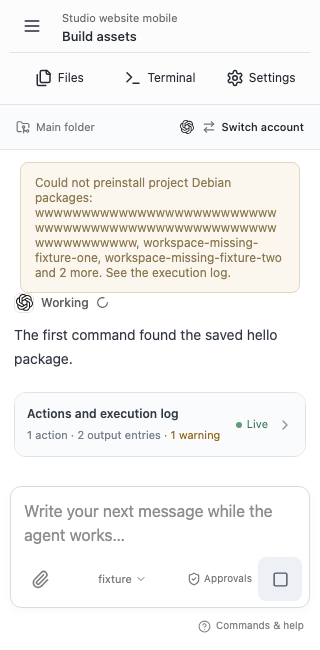 Studio website mobile
Build assets
Files
Terminal
Settings
Main folder
Switch account
Could not preinstall project Debian
packages:
wwwwwwwwwwwwwwwwwwwwwwwwwwww
wwwwwwwwwwwwwwwwwwwwwwwwwwww
wwwwwwwwwwww, workspace-missing-
fixture-one, workspace-missing-fixture-two
and 2 more. See the execution log.
Working
The first command found the saved hello
package.
Actions and execution log
Live
1 action · 2 output entries · 1 warning
Write your next message while the
agent works...
fixture
Approvals
Commands & help